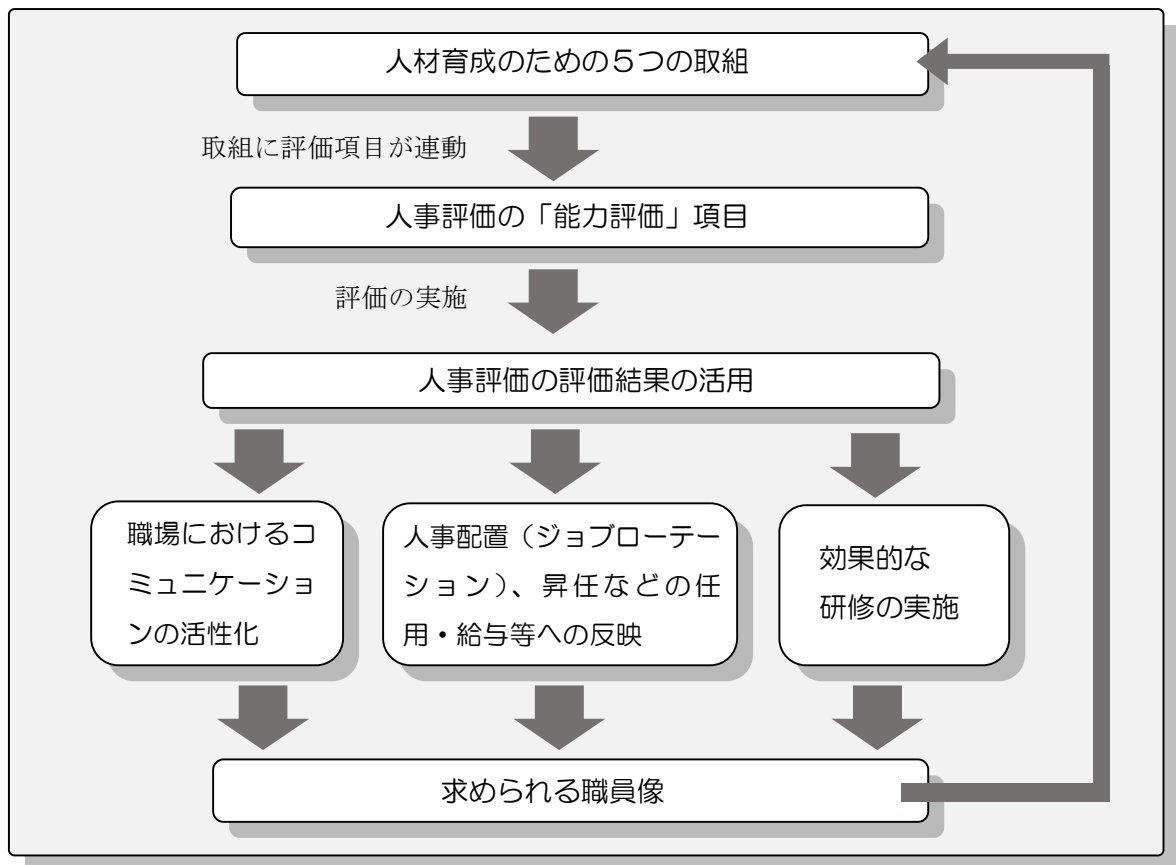 人材育成のための５つの取組
取組に評価項目が連動
人事評価の「能力評価」項目
評価の実施
人事評価の評価結果の活用
職場におけるコ
ミュニケーショ
ンの活性化
人事配置（ジョブローテー
ション）、昇任などの任
用・給与等への反映
効果的な
研修の実施
求められる職員像